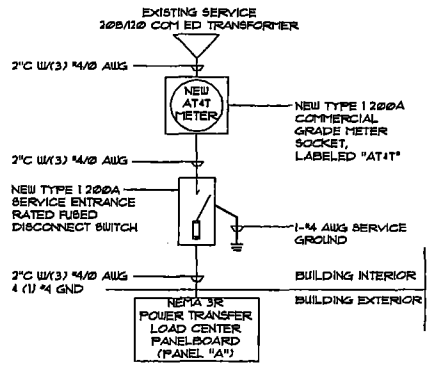 EXISTING SERVICE
208/120 COM ED TRANSFORMER
2"C W/(3) #4/0 AWG
NEW
AT&T
METER
NEW TYPE 1 200A
COMMERCIAL
GRADE METER
SOCKET,
LABELED "AT&T"
2"C W/(3) #4/0 AWG
NEW TYPE 1 200A
SERVICE ENTRANCE
RATED FUSED
DISCONNECT SWITCH
1-#4 AWG SERVICE
GROUND
2"C W/(3) #4/0 AWG
& (1) #4 GND
BUILDING INTERIOR
BUILDING EXTERIOR
NEMA 3R
POWER TRANSFER
LOAD CENTER
PANELBOARD
(PANEL "A")